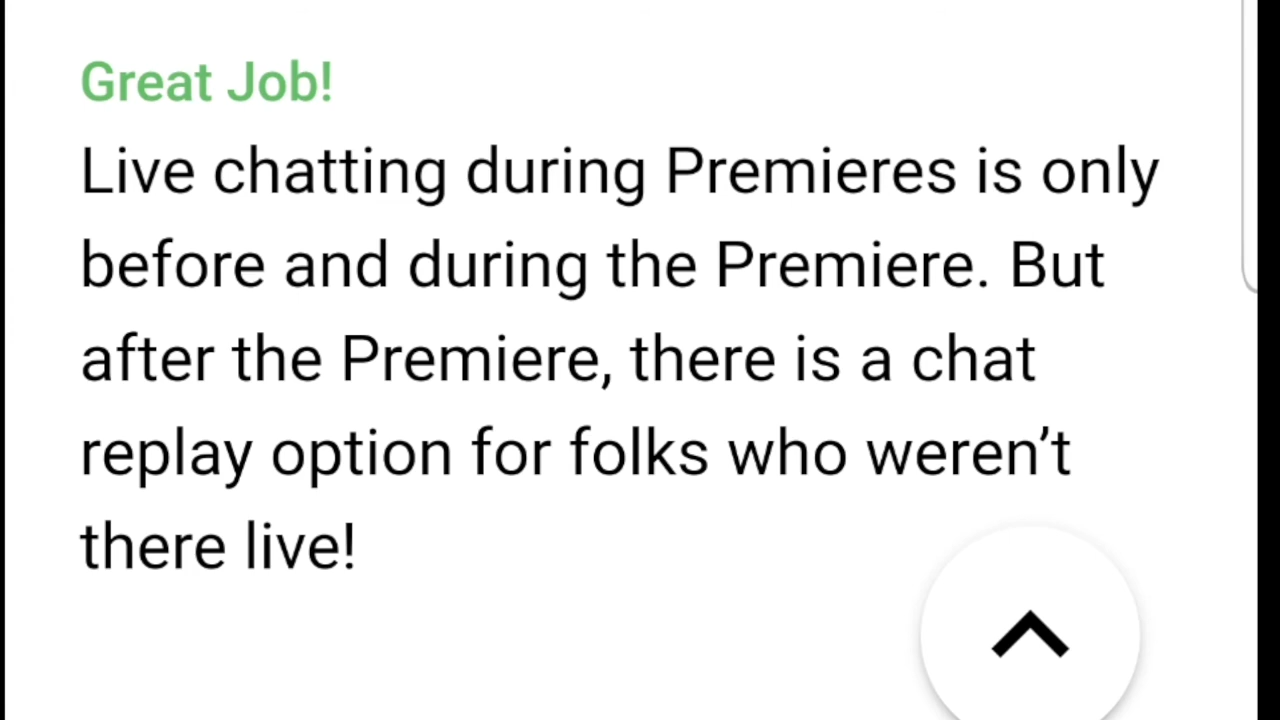 Great Job!
Live chatting during Premieres is only
before and during the Premiere. But
after the Premiere, there is a chat
replay option for folks who weren’t
there live!